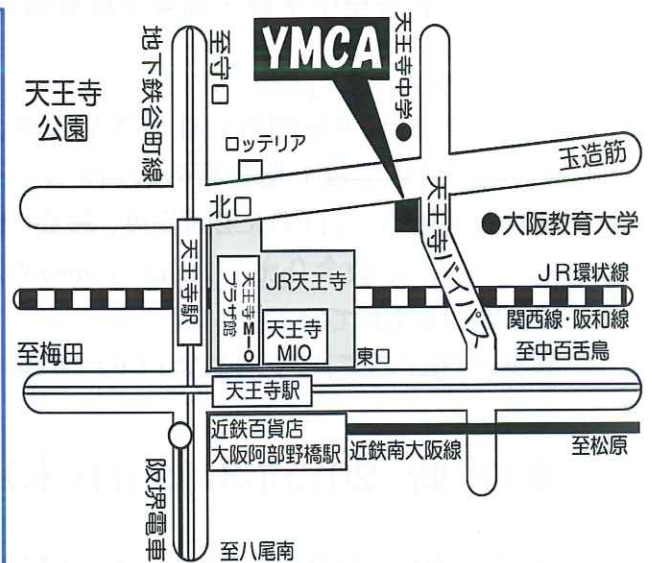 YMCA
地下鉄谷町線
至守口
天王寺中学
天王寺
公園
ロッテリア
玉造筋
北口
天王寺バイパス
大阪教育大学
天王寺駅
天王寺MIO
プラザ館
JR天王寺
JR環状線
天王寺
MIO
関西線・阪和線
至梅田
東口
至中百舌鳥
天王寺駅
近鉄百貨店
大阪阿部野橋駅
近鉄南大阪線
至松原
阪堺電車
至八尾南